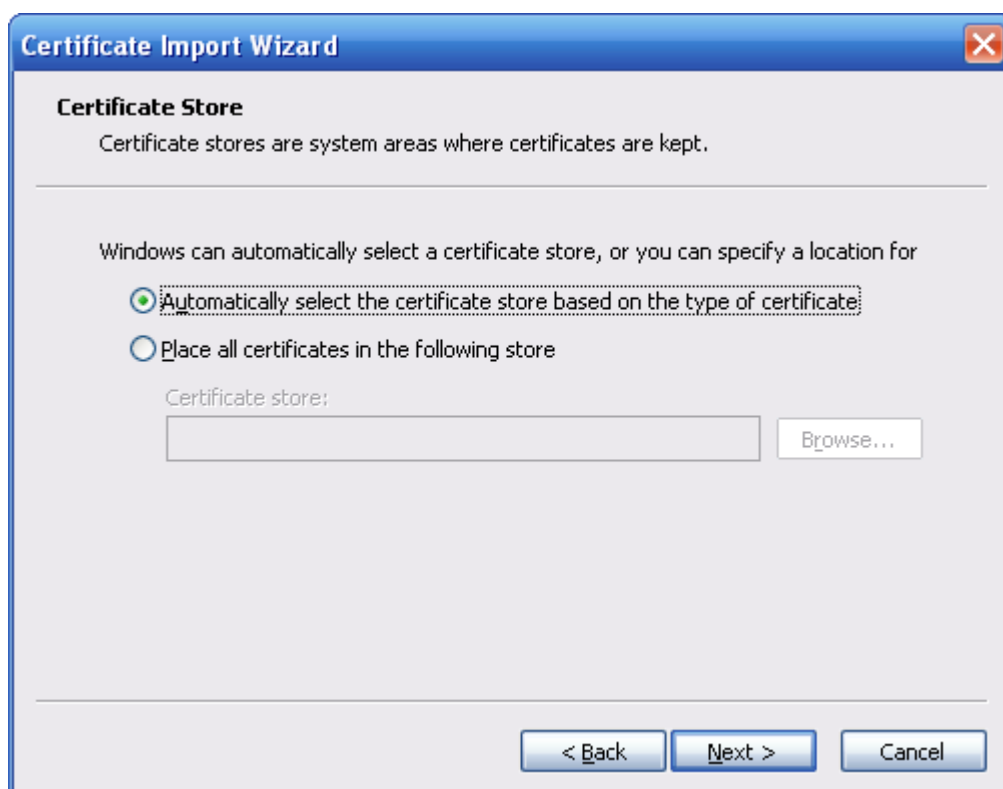 Certificate Import Wizard
Certificate Store
Certificate stores are system areas where certificates are kept.
Windows can automatically select a certificate store, or you can specify a location for
Automatically select the certificate store based on the type of certificate
Place all certificates in the following store
Certificate store:
Browse...
< Back Next > Cancel